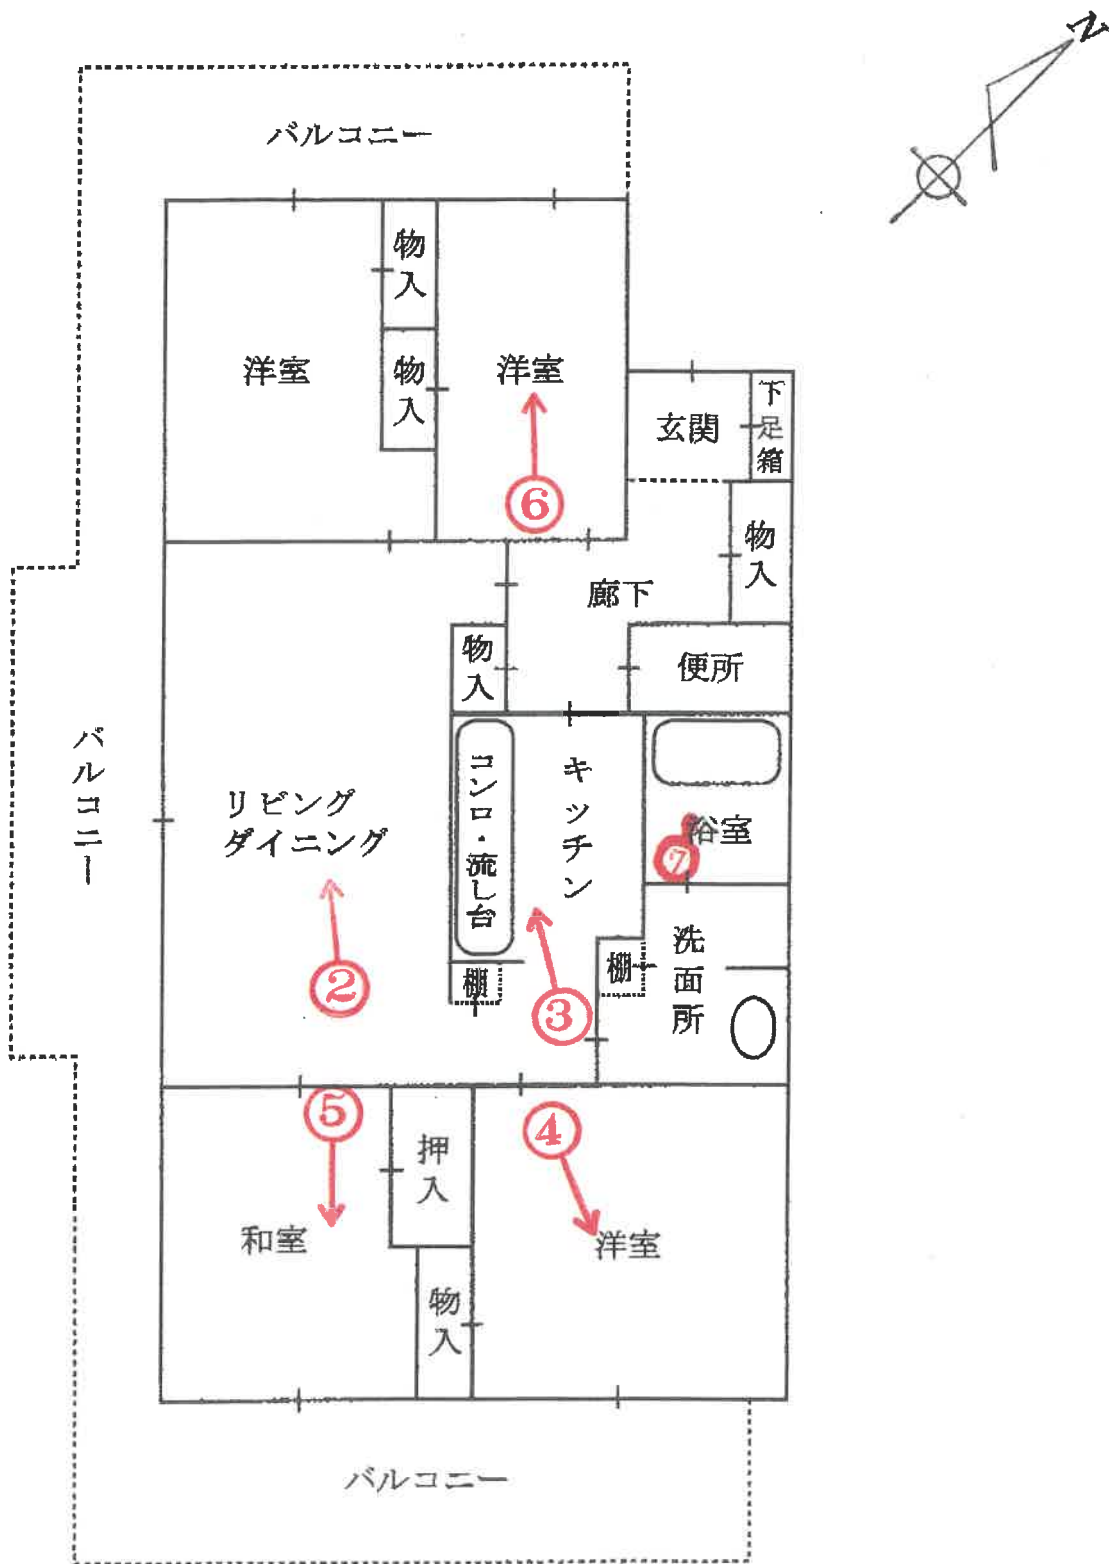 N
バルコニー
物入
洋室
物入
洋室
下足箱
玄関
⑥
物入
廊下
物入
便所
バルコニー
リビング
ダイニング
コンロ・流し台
キッチン
浴室
⑦
②
棚
③
棚
洗面所
⑤
④
押入
和室
洋室
物入
バルコニー